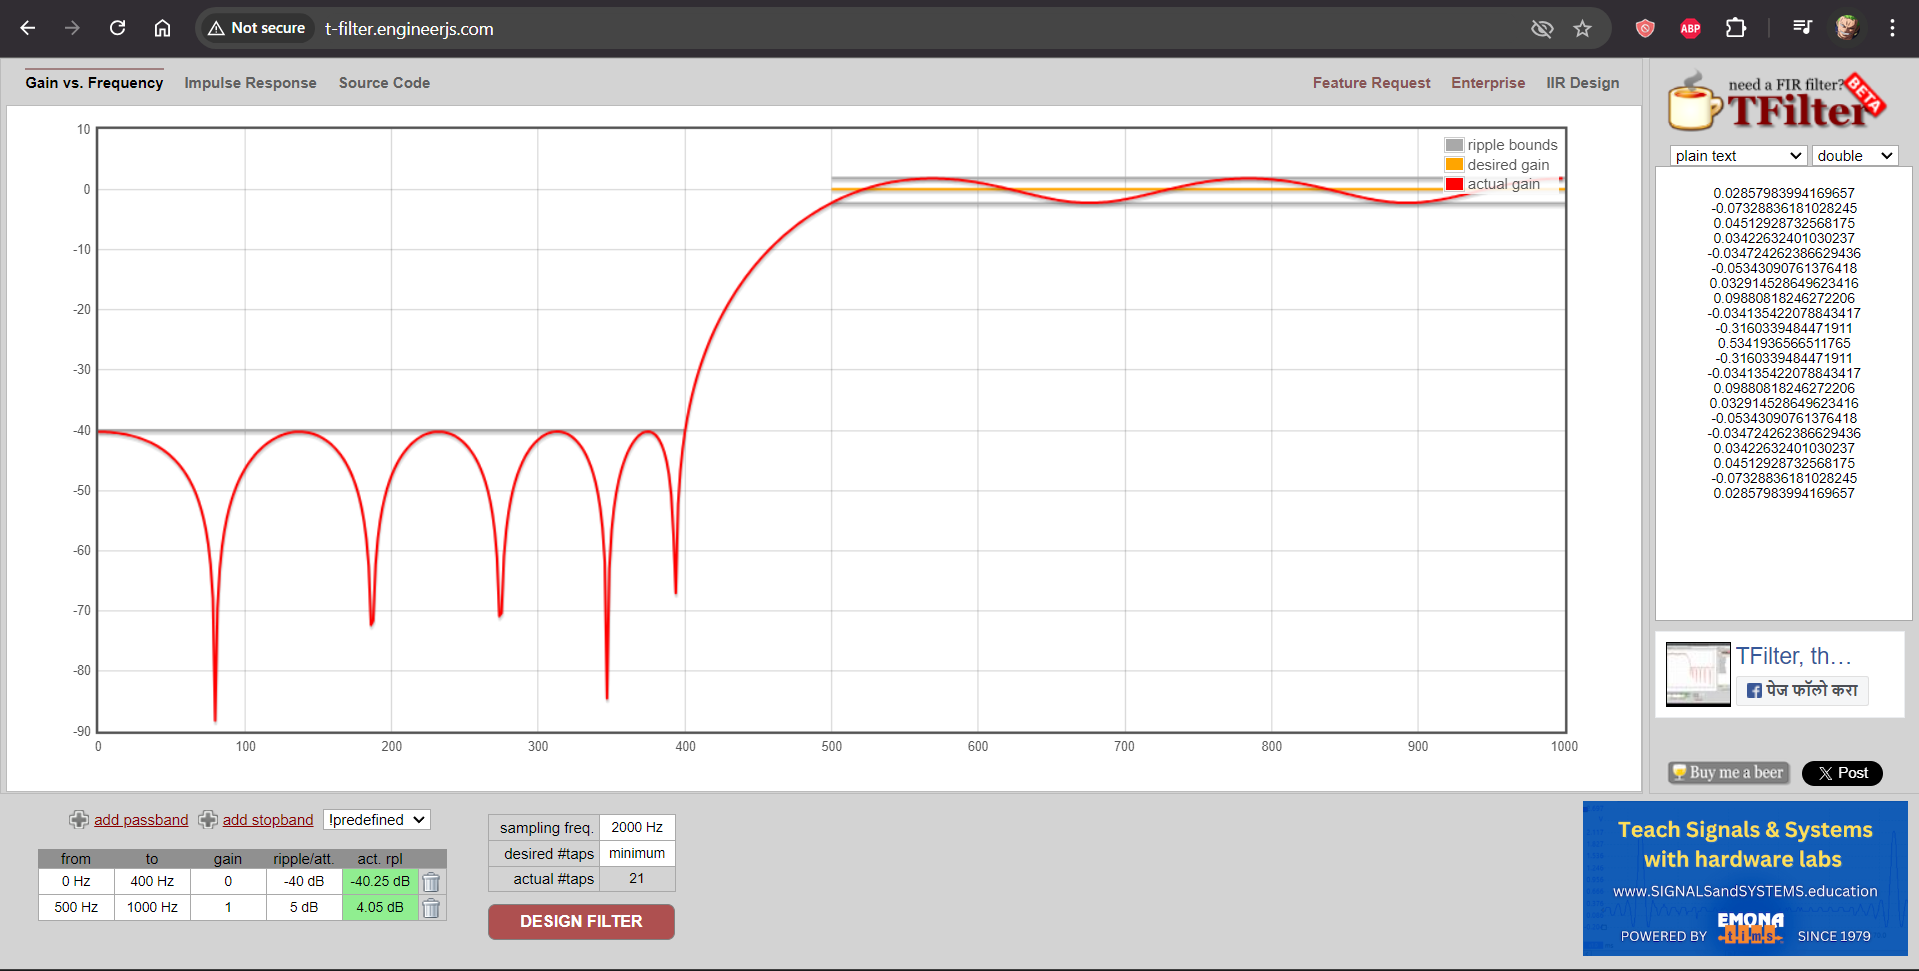 Not secure
t-filter.engineerjs.com
ABP
Gain vs. Frequency
Impulse Response
Source Code
Feature Request
Enterprise
IIR Design
need a FIR filter?
BETA
TFilter
plain text
double
10
0
-10
-20
-30
-40
-50
-60
-70
-80
-90
0
100
200
300
400
500
600
700
800
900
1000
ripple bounds
desired gain
actual gain
0.02857983994169657
-0.07328836181028245
0.04512928732568175
0.03422632401030237
-0.034724262386629436
-0.05343090761376418
0.032914528649623416
0.09880818246272206
-0.034135422078843417
-0.3160339484471911
0.5341936566511765
-0.3160339484471911
-0.034135422078843417
0.09880818246272206
0.032914528649623416
-0.05343090761376418
-0.034724262386629436
0.03422632401030237
0.04512928732568175
-0.07328836181028245
0.02857983994169657
TFilter, th…
पेज फॉलो करा
Buy me a beer
X Post
add passband
add stopband
!predefined
from to gain ripple/att. act. rpl
0 Hz 400 Hz 0 -40 dB -40.25 dB
500 Hz 1000 Hz 1 5 dB 4.05 dB
sampling freq. 2000 Hz
desired #taps minimum
actual #taps 21
DESIGN FILTER
Teach Signals & Systems
with hardware labs
www.SIGNALSandSYSTEMS.education
POWERED BY
EMONA
tims
SINCE 1979